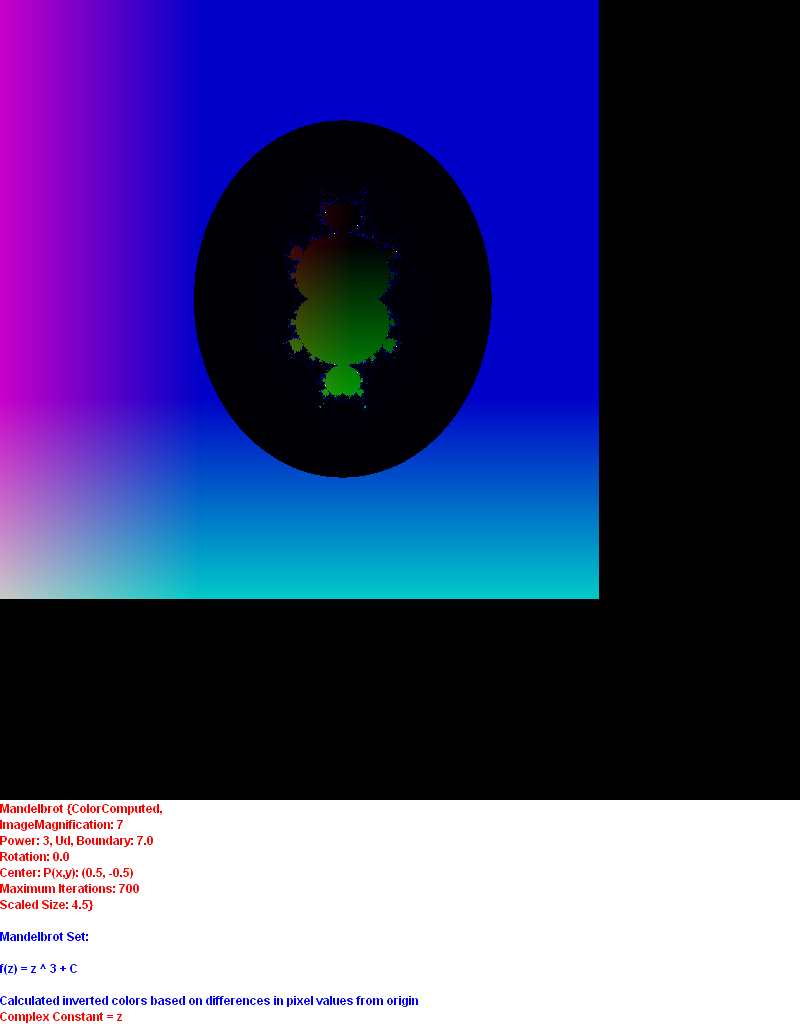 Mandelbrot {ColorComputed,
ImageMagnification: 7
Power: 3, Ud, Boundary: 7.0
Rotation: 0.0
Center: P(x,y): (0.5, -0.5)
Maximum Iterations: 700
Scaled Size: 4.5}
Mandelbrot Set:
f(z) = z ^ 3 + C
Calculated inverted colors based on differences in pixel values from origin
Complex Constant = z